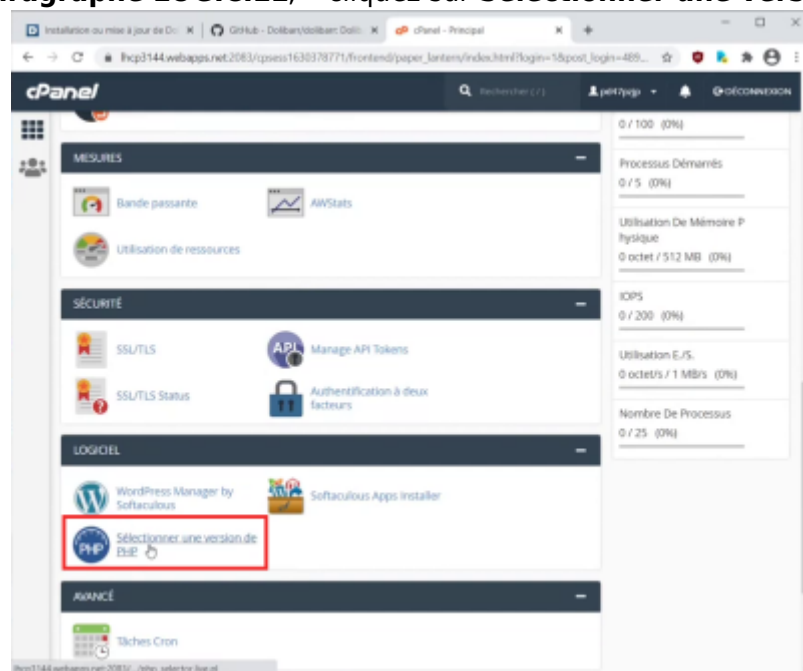 agraphe LOGICIEL, cliquez sur Sélectionner une vers
Installation ou mise à jour de Do
GitHub - Dolibarr/dolibarr: Dolib
cPanel - Principal
lhcp3144.webapps.net:2083/cpsess1630378771/frontend/paper_lantern/index.html?login=1&post_login=489...
cPanel
Rechercher ( / )
DÉCONNEXION
0 / 100 (0%)
MESURES
Processus Démarrés
0 / 5 (0%)
Bande passante
AWStats
Utilisation De Mémoire P
hysique
0 octet / 512 MB (0%)
Utilisation de ressources
SÉCURITÉ
IOPS
0 / 200 (0%)
SSL/TLS
API
Manage API Tokens
Utilisation E./S.
0 octet/s / 1 MB/s (0%)
SSL/TLS Status
Authentification à deux
facteurs
Nombre De Processus
0 / 25 (0%)
LOGICIEL
WordPress Manager by
Softaculous
Softaculous Apps Installer
PHP
Sélectionner une version de
PHP
AVANCÉ
Tâches Cron